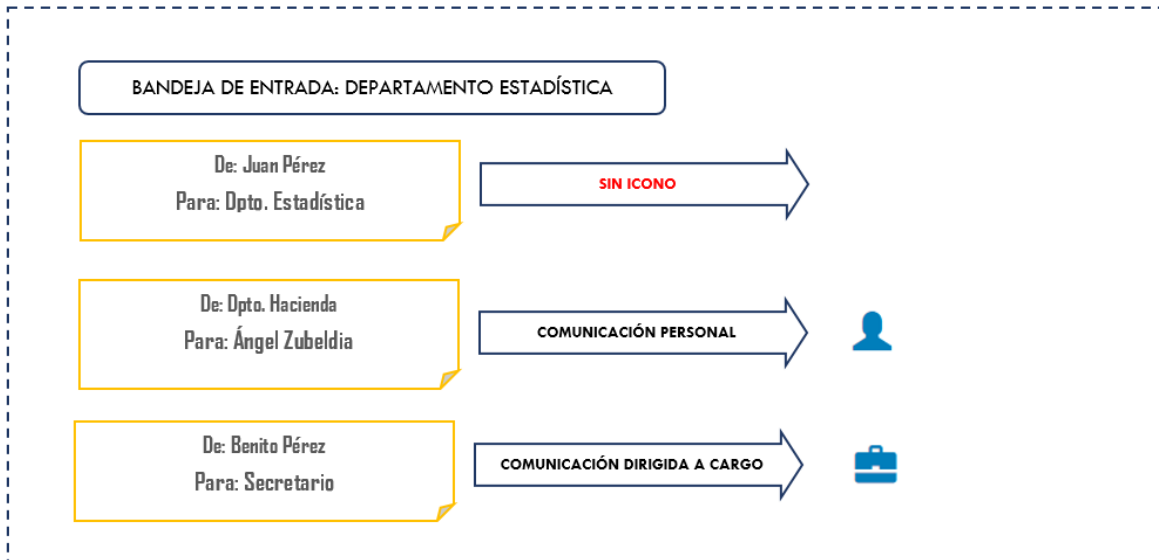 BANDEJA DE ENTRADA: DEPARTAMENTO ESTADÍSTICA
De: Juan Pérez
Para: Dpto. Estadística
SIN ICONO
De: Dpto. Hacienda
Para: Ángel Zubeldia
COMUNICACIÓN PERSONAL
De: Benito Pérez
Para: Secretario
COMUNICACIÓN DIRIGIDA A CARGO